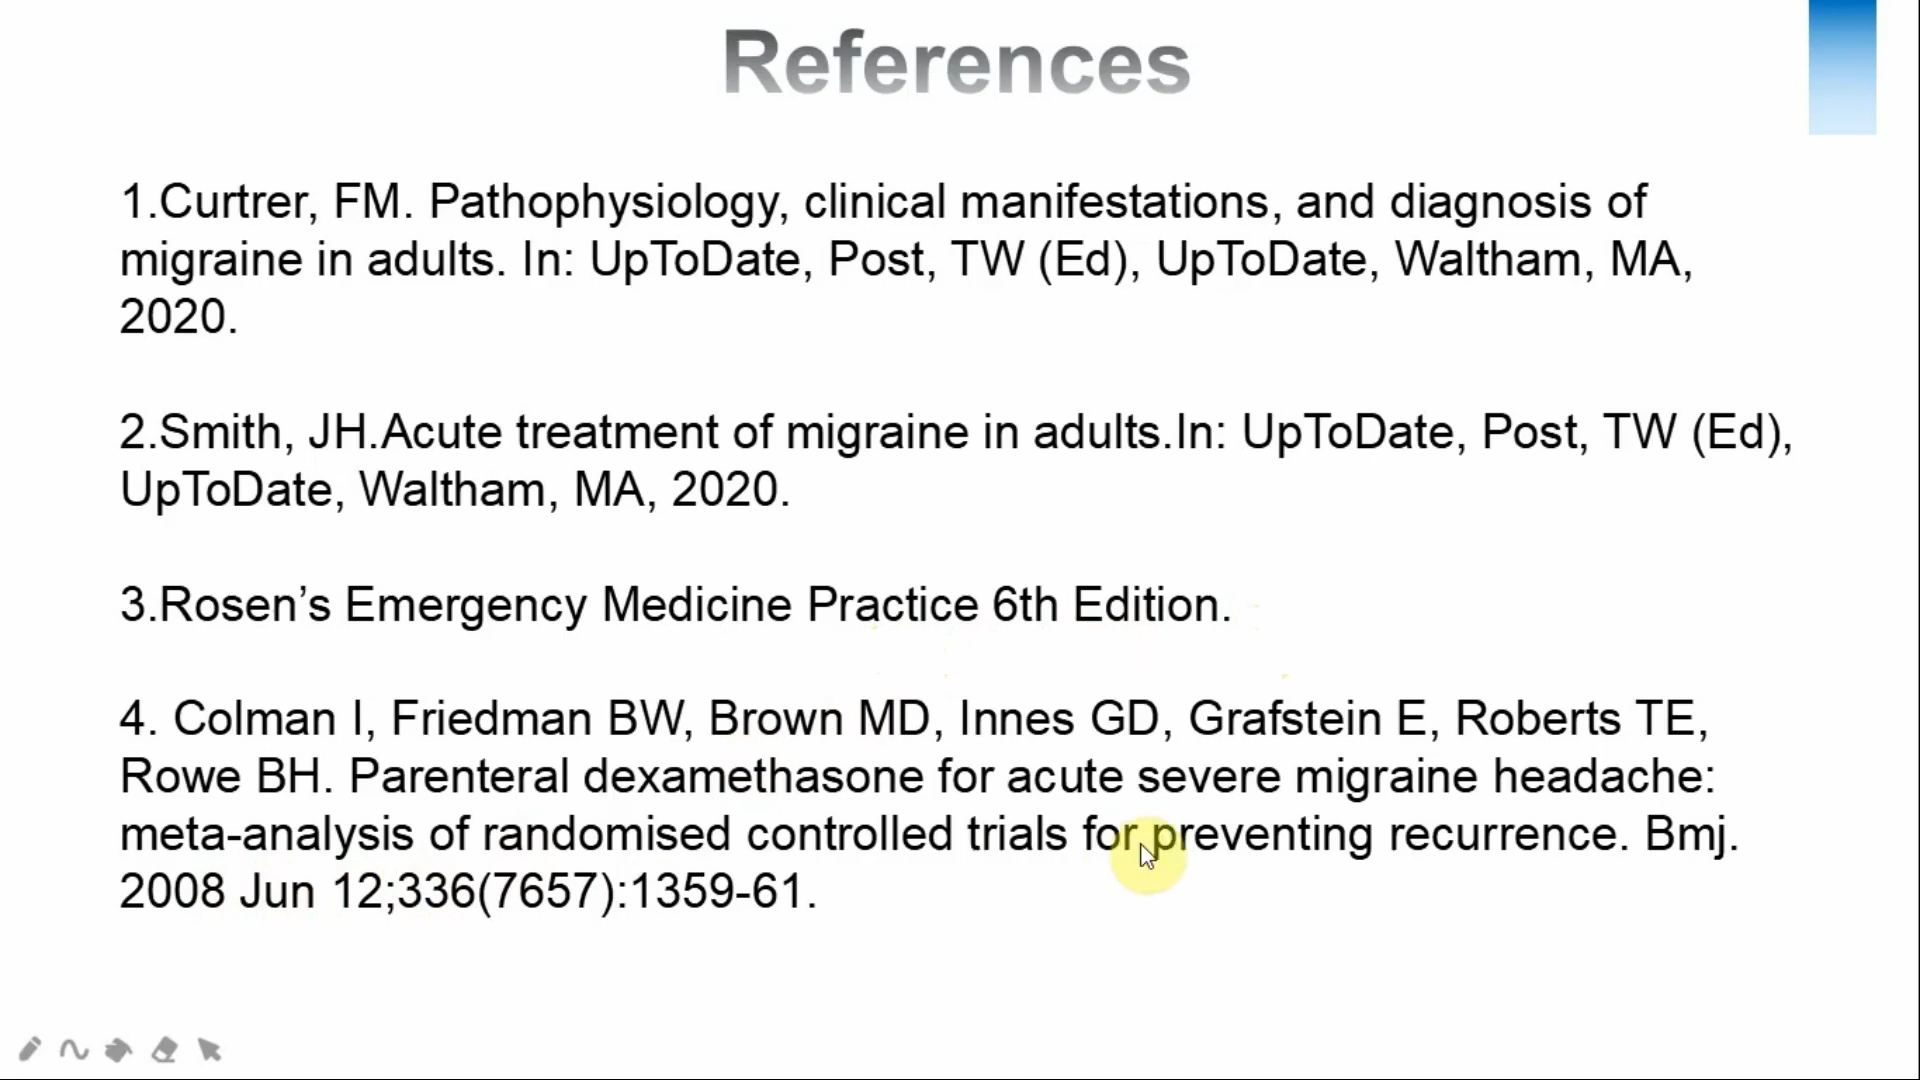 References
1.Curtrer, FM. Pathophysiology, clinical manifestations, and diagnosis of
migraine in adults. In: UpToDate, Post, TW (Ed), UpToDate, Waltham, MA,
2020.
2.Smith, JH.Acute treatment of migraine in adults.In: UpToDate, Post, TW (Ed),
UpToDate, Waltham, MA, 2020.
3.Rosen’s Emergency Medicine Practice 6th Edition.
4. Colman I, Friedman BW, Brown MD, Innes GD, Grafstein E, Roberts TE,
Rowe BH. Parenteral dexamethasone for acute severe migraine headache:
meta-analysis of randomised controlled trials for preventing recurrence. Bmj.
2008 Jun 12;336(7657):1359-61.